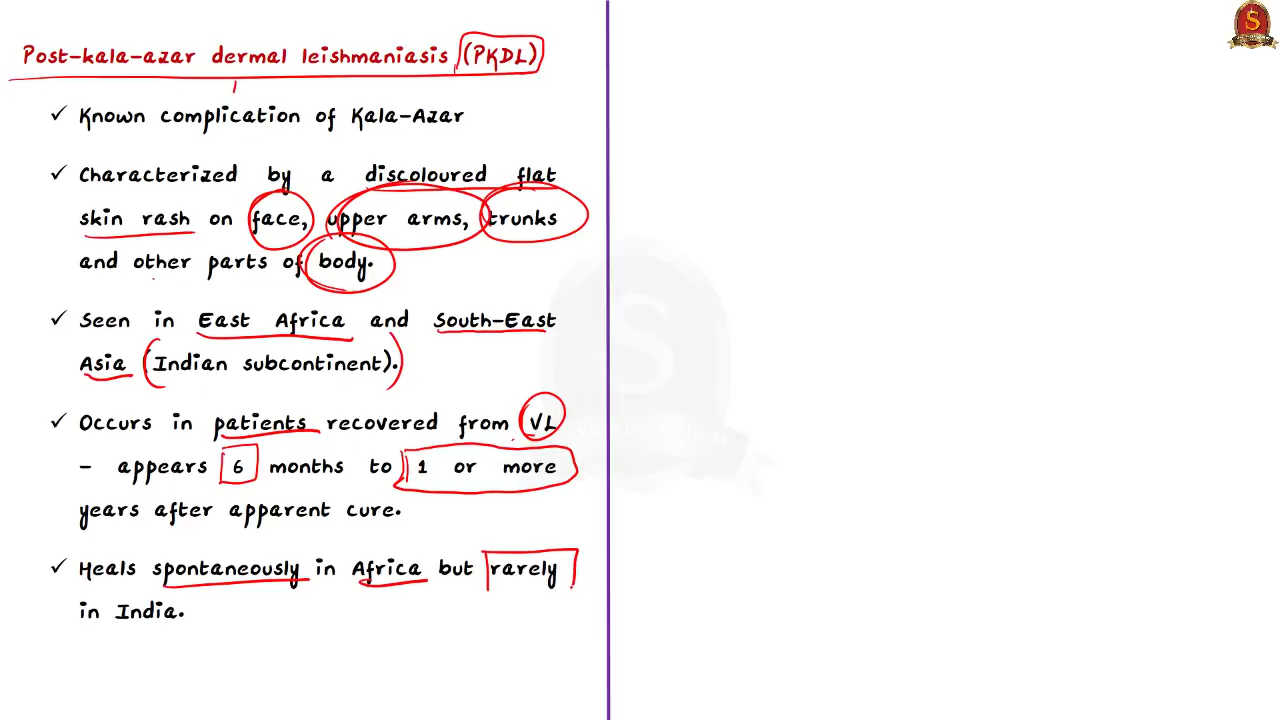 Post-kala-azar dermal leishmaniasis (PKDL)
✓ Known complication of Kala-Azar
✓ Characterized by a discoloured flat
skin rash on face, upper arms, trunks
and other parts of body.
✓ Seen in East Africa and South-East
Asia (Indian subcontinent).
✓ Occurs in patients recovered from VL
- appears 6 months to 1 or more
years after apparent cure.
✓ Heals spontaneously in Africa but rarely
in India.
S